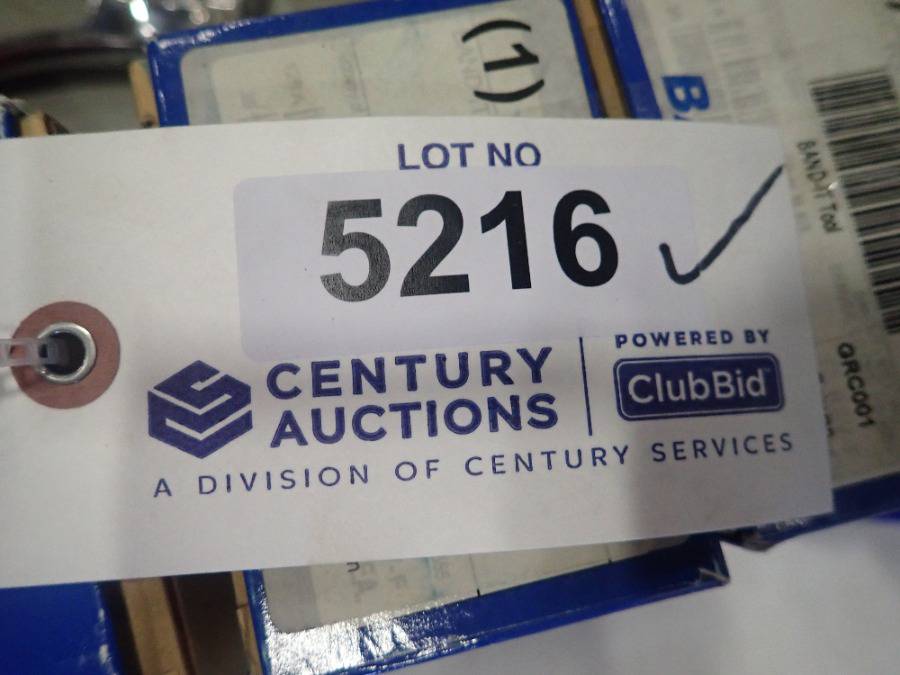 (1)
LOT NO
5216
CENTURY
AUCTIONS
POWERED BY
ClubBid
A DIVISION OF CENTURY SERVICES
BAND-IT Tool
GRC001